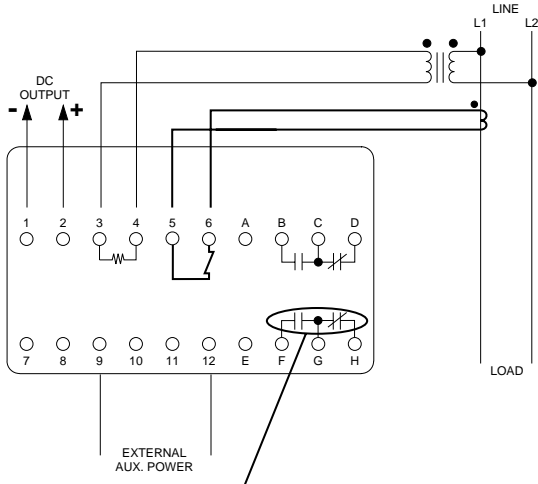 LINE
L1 L2
DC
OUTPUT
- +
1 2 3 4 5 6 A B C D
7 8 9 10 11 12 E F G H
LOAD
EXTERNAL
AUX. POWER